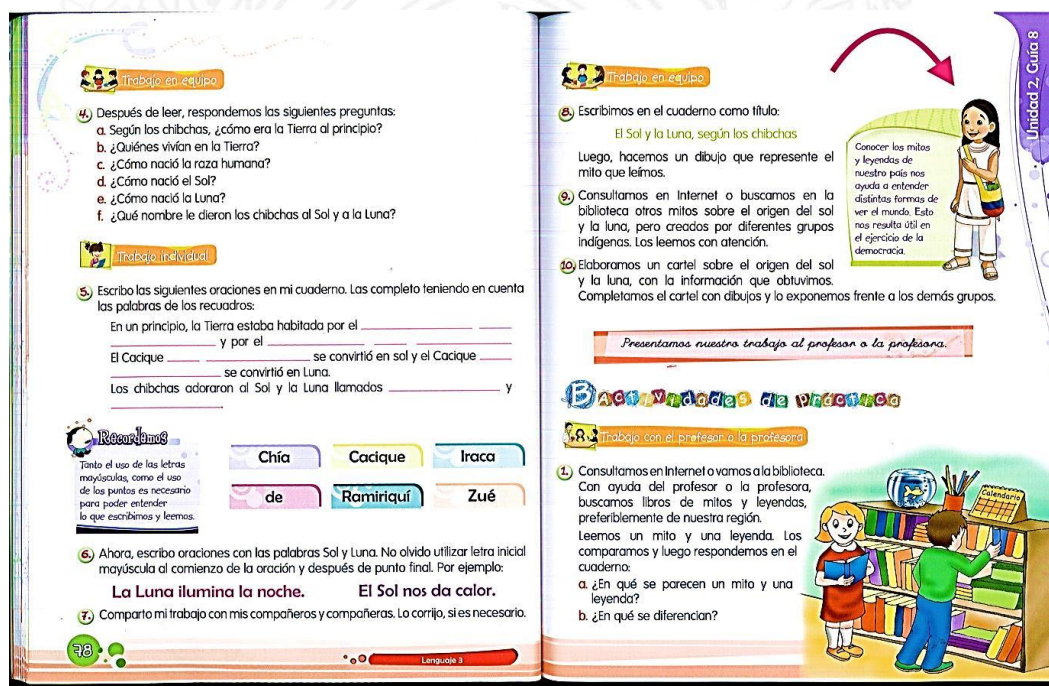 Trabajo en equipo
4. Después de leer, respondemos las siguientes preguntas:
a. Según los chibchas, ¿cómo era la Tierra al principio?
b. ¿Quiénes vivían en la Tierra?
c. ¿Cómo nació la raza humana?
d. ¿Cómo nació el Sol?
e. ¿Cómo nació la Luna?
f. ¿Qué nombre le dieron los chibchas al Sol y a la Luna?
Trabajo individual
5. Escribo las siguientes oraciones en mi cuaderno. Las completo teniendo en cuenta
las palabras de los recuadros:
En un principio, la Tierra estaba habitada por el ____ ____
____ y por el ____ ____ ____
El Cacique ____ ____ se convirtió en sol y el Cacique ____
____ se convirtió en Luna.
Los chibchas adoraron al Sol y la Luna llamados ____ y
____.
Recordamos
Tanto el uso de las letras
mayúsculas, como el uso
de los puntos es necesario
para poder entender
lo que escribimos y leemos.
Chía Cacique Iraca
de Ramiriquí Zué
6. Ahora, escribo oraciones con las palabras Sol y Luna. No olvido utilizar letra inicial
mayúscula al comienzo de la oración y después de punto final. Por ejemplo:
La Luna ilumina la noche. El Sol nos da calor.
7. Comparto mi trabajo con mis compañeros y compañeras. Lo corrijo, si es necesario.
78
Lenguaje 3
Trabajo en equipo
8. Escribimos en el cuaderno como título:
El Sol y la Luna, según los chibchas
Luego, hacemos un dibujo que represente el
mito que leímos.
9. Consultamos en Internet o buscamos en la
biblioteca otros mitos sobre el origen del sol
y la luna, pero creados por diferentes grupos
indígenas. Los leemos con atención.
10. Elaboramos un cartel sobre el origen del sol
y la luna, con la información que obtuvimos.
Completamos el cartel con dibujos y lo exponemos frente a los demás grupos.
Conocer los mitos
y leyendas de
nuestro país nos
ayuda a entender
distintas formas de
ver el mundo. Esto
nos resulta útil en
el ejercicio de la
democracia.
Unidad 2, Guía 8
Presentamos nuestro trabajo al profesor o la profesora.
B Actividades de práctica
Trabajo con el profesor o la profesora
1. Consultamos en Internet o vamos a la biblioteca.
Con ayuda del profesor o la profesora,
buscamos libros de mitos y leyendas,
preferiblemente de nuestra región.
Leemos un mito y una leyenda. Los
comparamos y luego respondemos en el
cuaderno:
a. ¿En qué se parecen un mito y una
leyenda?
b. ¿En qué se diferencian?
Calendario